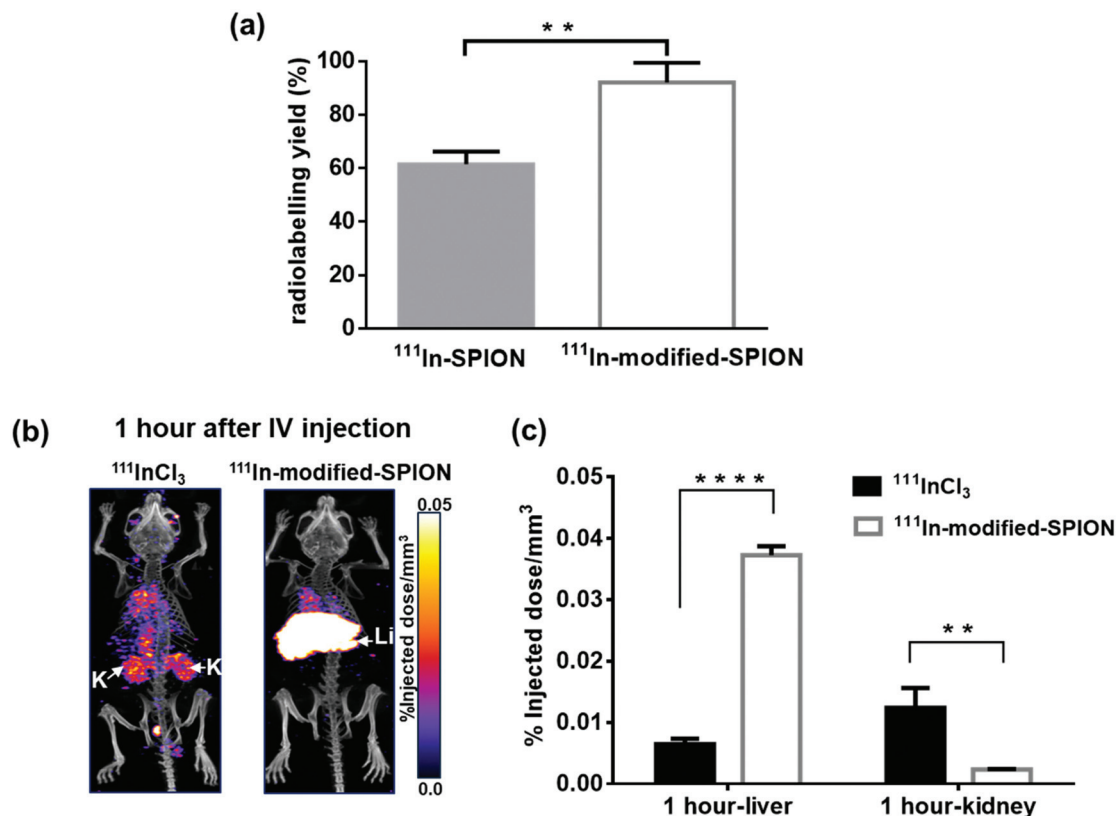 (a)
* *
radiolabelling yield (%)
100
80
60
40
20
0
¹¹¹In-SPION
¹¹¹In-modified-SPION
(b)
1 hour after IV injection
¹¹¹InCl₃
¹¹¹In-modified-SPION
K
K
Li
0.05
%Injected dose/mm³
0.0
(c)
% Injected dose/mm³
0.05
0.04
0.03
0.02
0.01
0.00
* * * *
* *
¹¹¹InCl₃
¹¹¹In-modified-SPION
1 hour-liver
1 hour-kidney